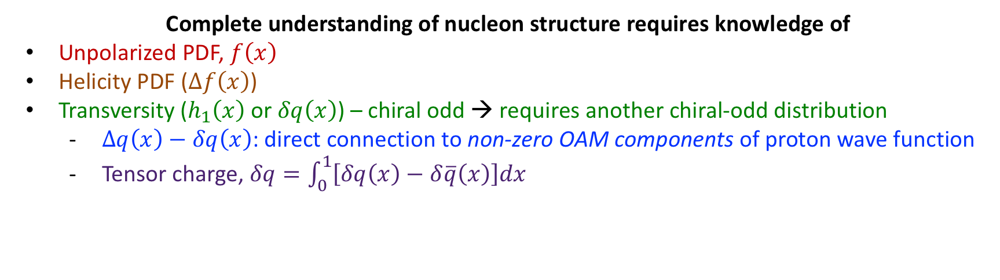 Complete understanding of nucleon structure requires knowledge of
• Unpolarized PDF, 𝑓(𝑥)
• Helicity PDF (Δ𝑓(𝑥))
• Transversity (ℎ₁(𝑥) or 𝛿𝑞(𝑥)) – chiral odd → requires another chiral-odd distribution
- Δ𝑞(𝑥) − 𝛿𝑞(𝑥): direct connection to non-zero OAM components of proton wave function
- Tensor charge, 𝛿𝑞 = ∫₀¹[𝛿𝑞(𝑥) − 𝛿𝑞̅(𝑥)]𝑑𝑥